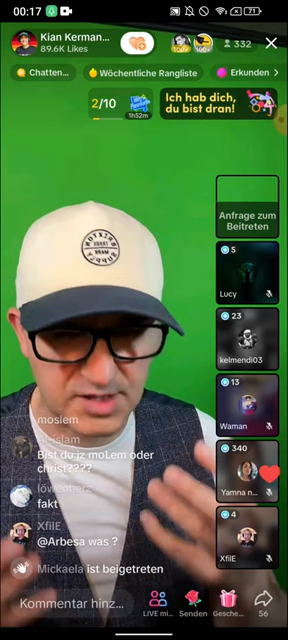 00:17
71
Kian Kerman...
89.6K Likes
332
Chatten...
Wöchentliche Rangliste
Erkunden
2/10
1h52m
Ich hab dich,
du bist dran!
Anfrage zum
Beitreten
5
Lucy
23
kelmendi03
13
Waman
340
Yamna n...
4
XfilE
moslem
Bist du jz moLem oder
christ????
fakt
XfilE
@Arbesa was ?
Mickaela ist beigetreten
Kommentar hinz...
LIVE mi...
Senden
Gesche...
56